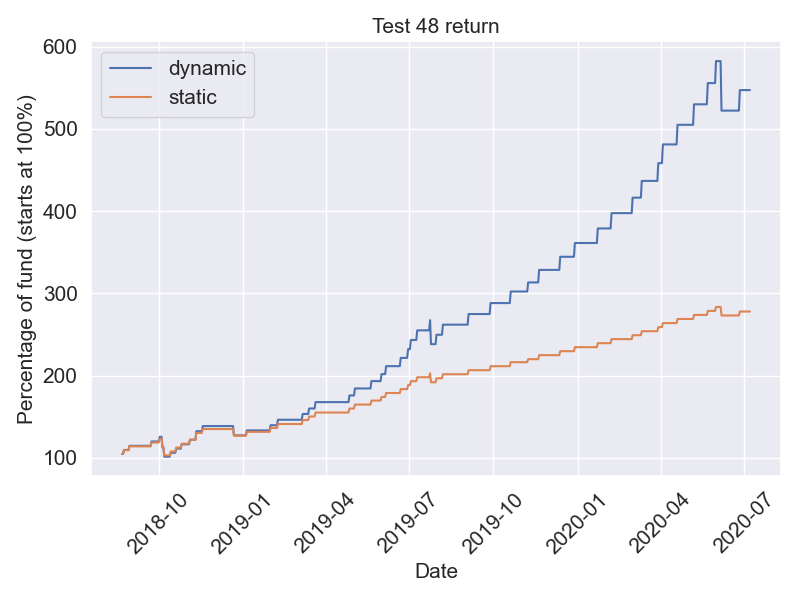 Test 48 return
dynamic
static
Percentage of fund (starts at 100%)
600
500
400
300
200
100
2018-10
2019-01
2019-04
2019-07
2019-10
2020-01
2020-04
2020-07
Date